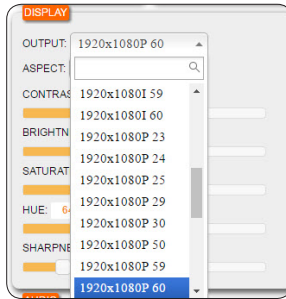 DISPLAY
OUTPUT: 1920x1080P 60
ASPECT:
1920x1080I 59
CONTRAS
1920x1080I 60
1920x1080P 23
BRIGHTN
1920x1080P 24
SATURAT
1920x1080P 25
1920x1080P 29
HUE: 6
1920x1080P 30
SHARPNE
1920x1080P 50
1920x1080P 59
1920x1080P 60